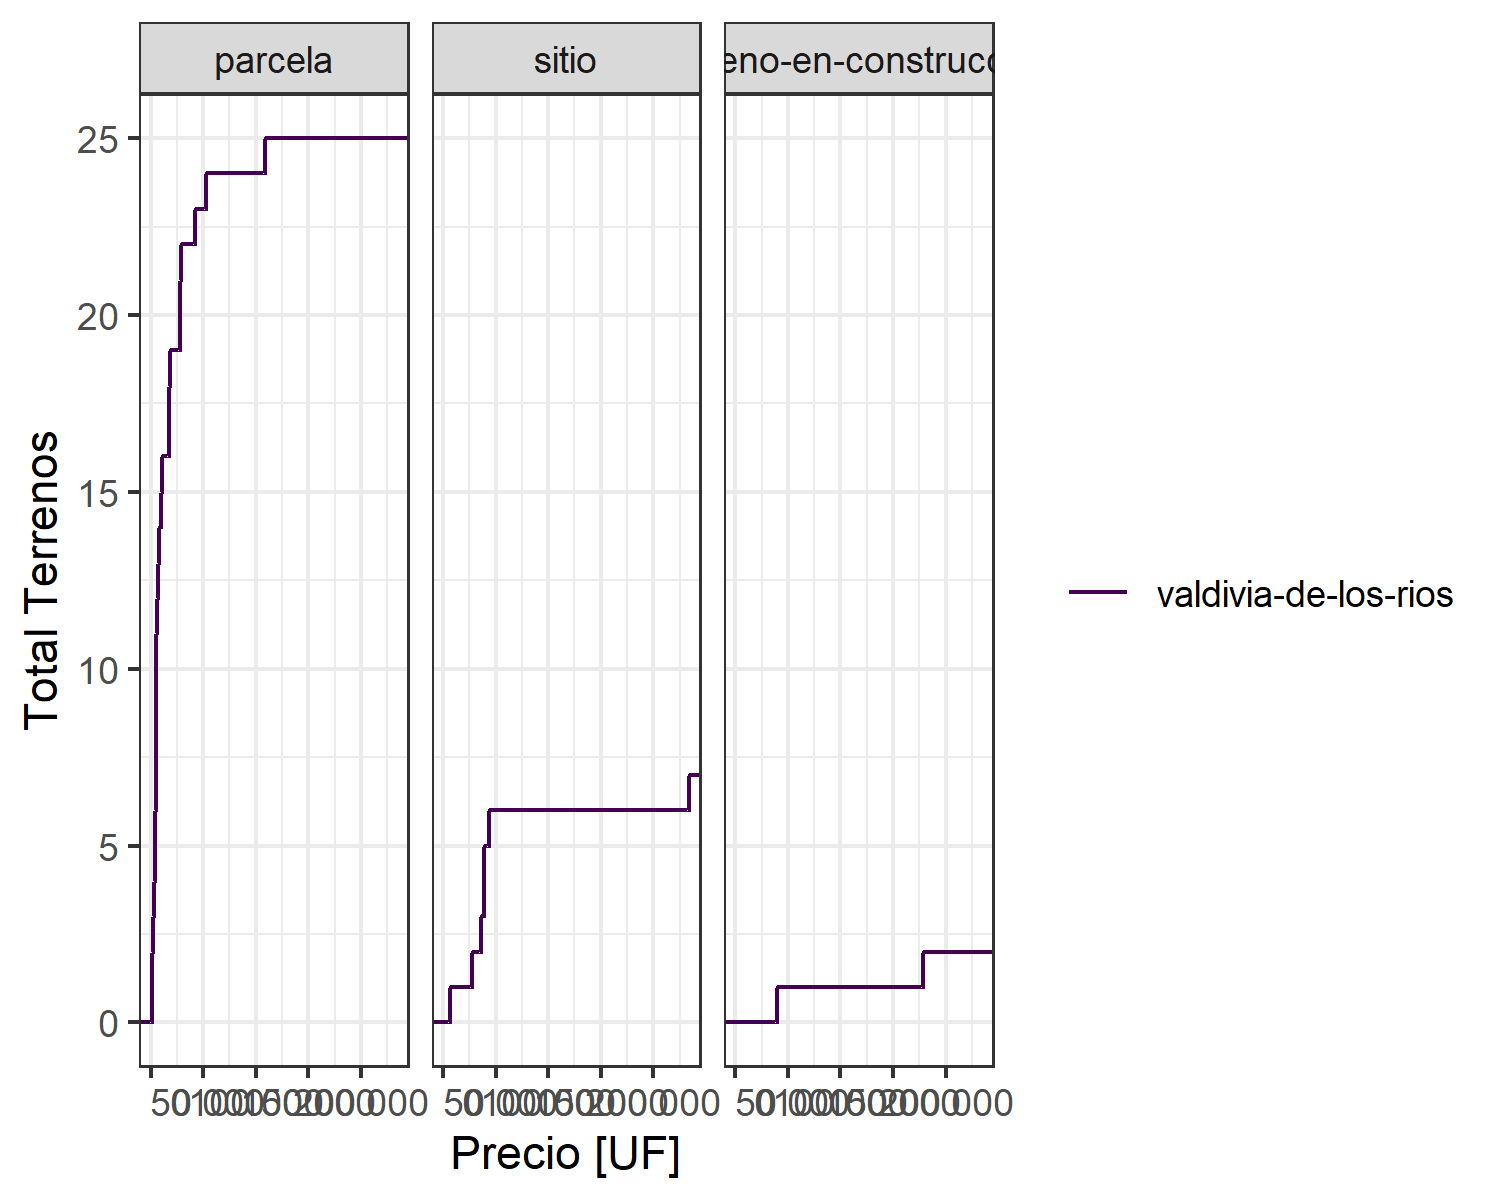 parcela
sitio
eno-en-construcc
25
20
15
10
5
0
Total Terrenos
valdivia-de-los-rios
Precio [UF]